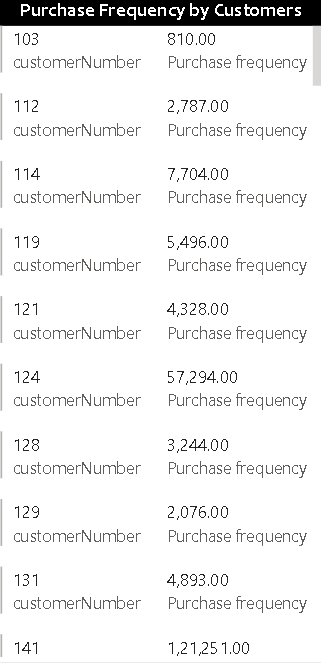 Purchase Frequency by Customers
103 810.00
customerNumber Purchase frequency
112 2,787.00
customerNumber Purchase frequency
114 7,704.00
customerNumber Purchase frequency
119 5,496.00
customerNumber Purchase frequency
121 4,328.00
customerNumber Purchase frequency
124 57,294.00
customerNumber Purchase frequency
128 3,244.00
customerNumber Purchase frequency
129 2,076.00
customerNumber Purchase frequency
131 4,893.00
customerNumber Purchase frequency
141 1,21,251.00